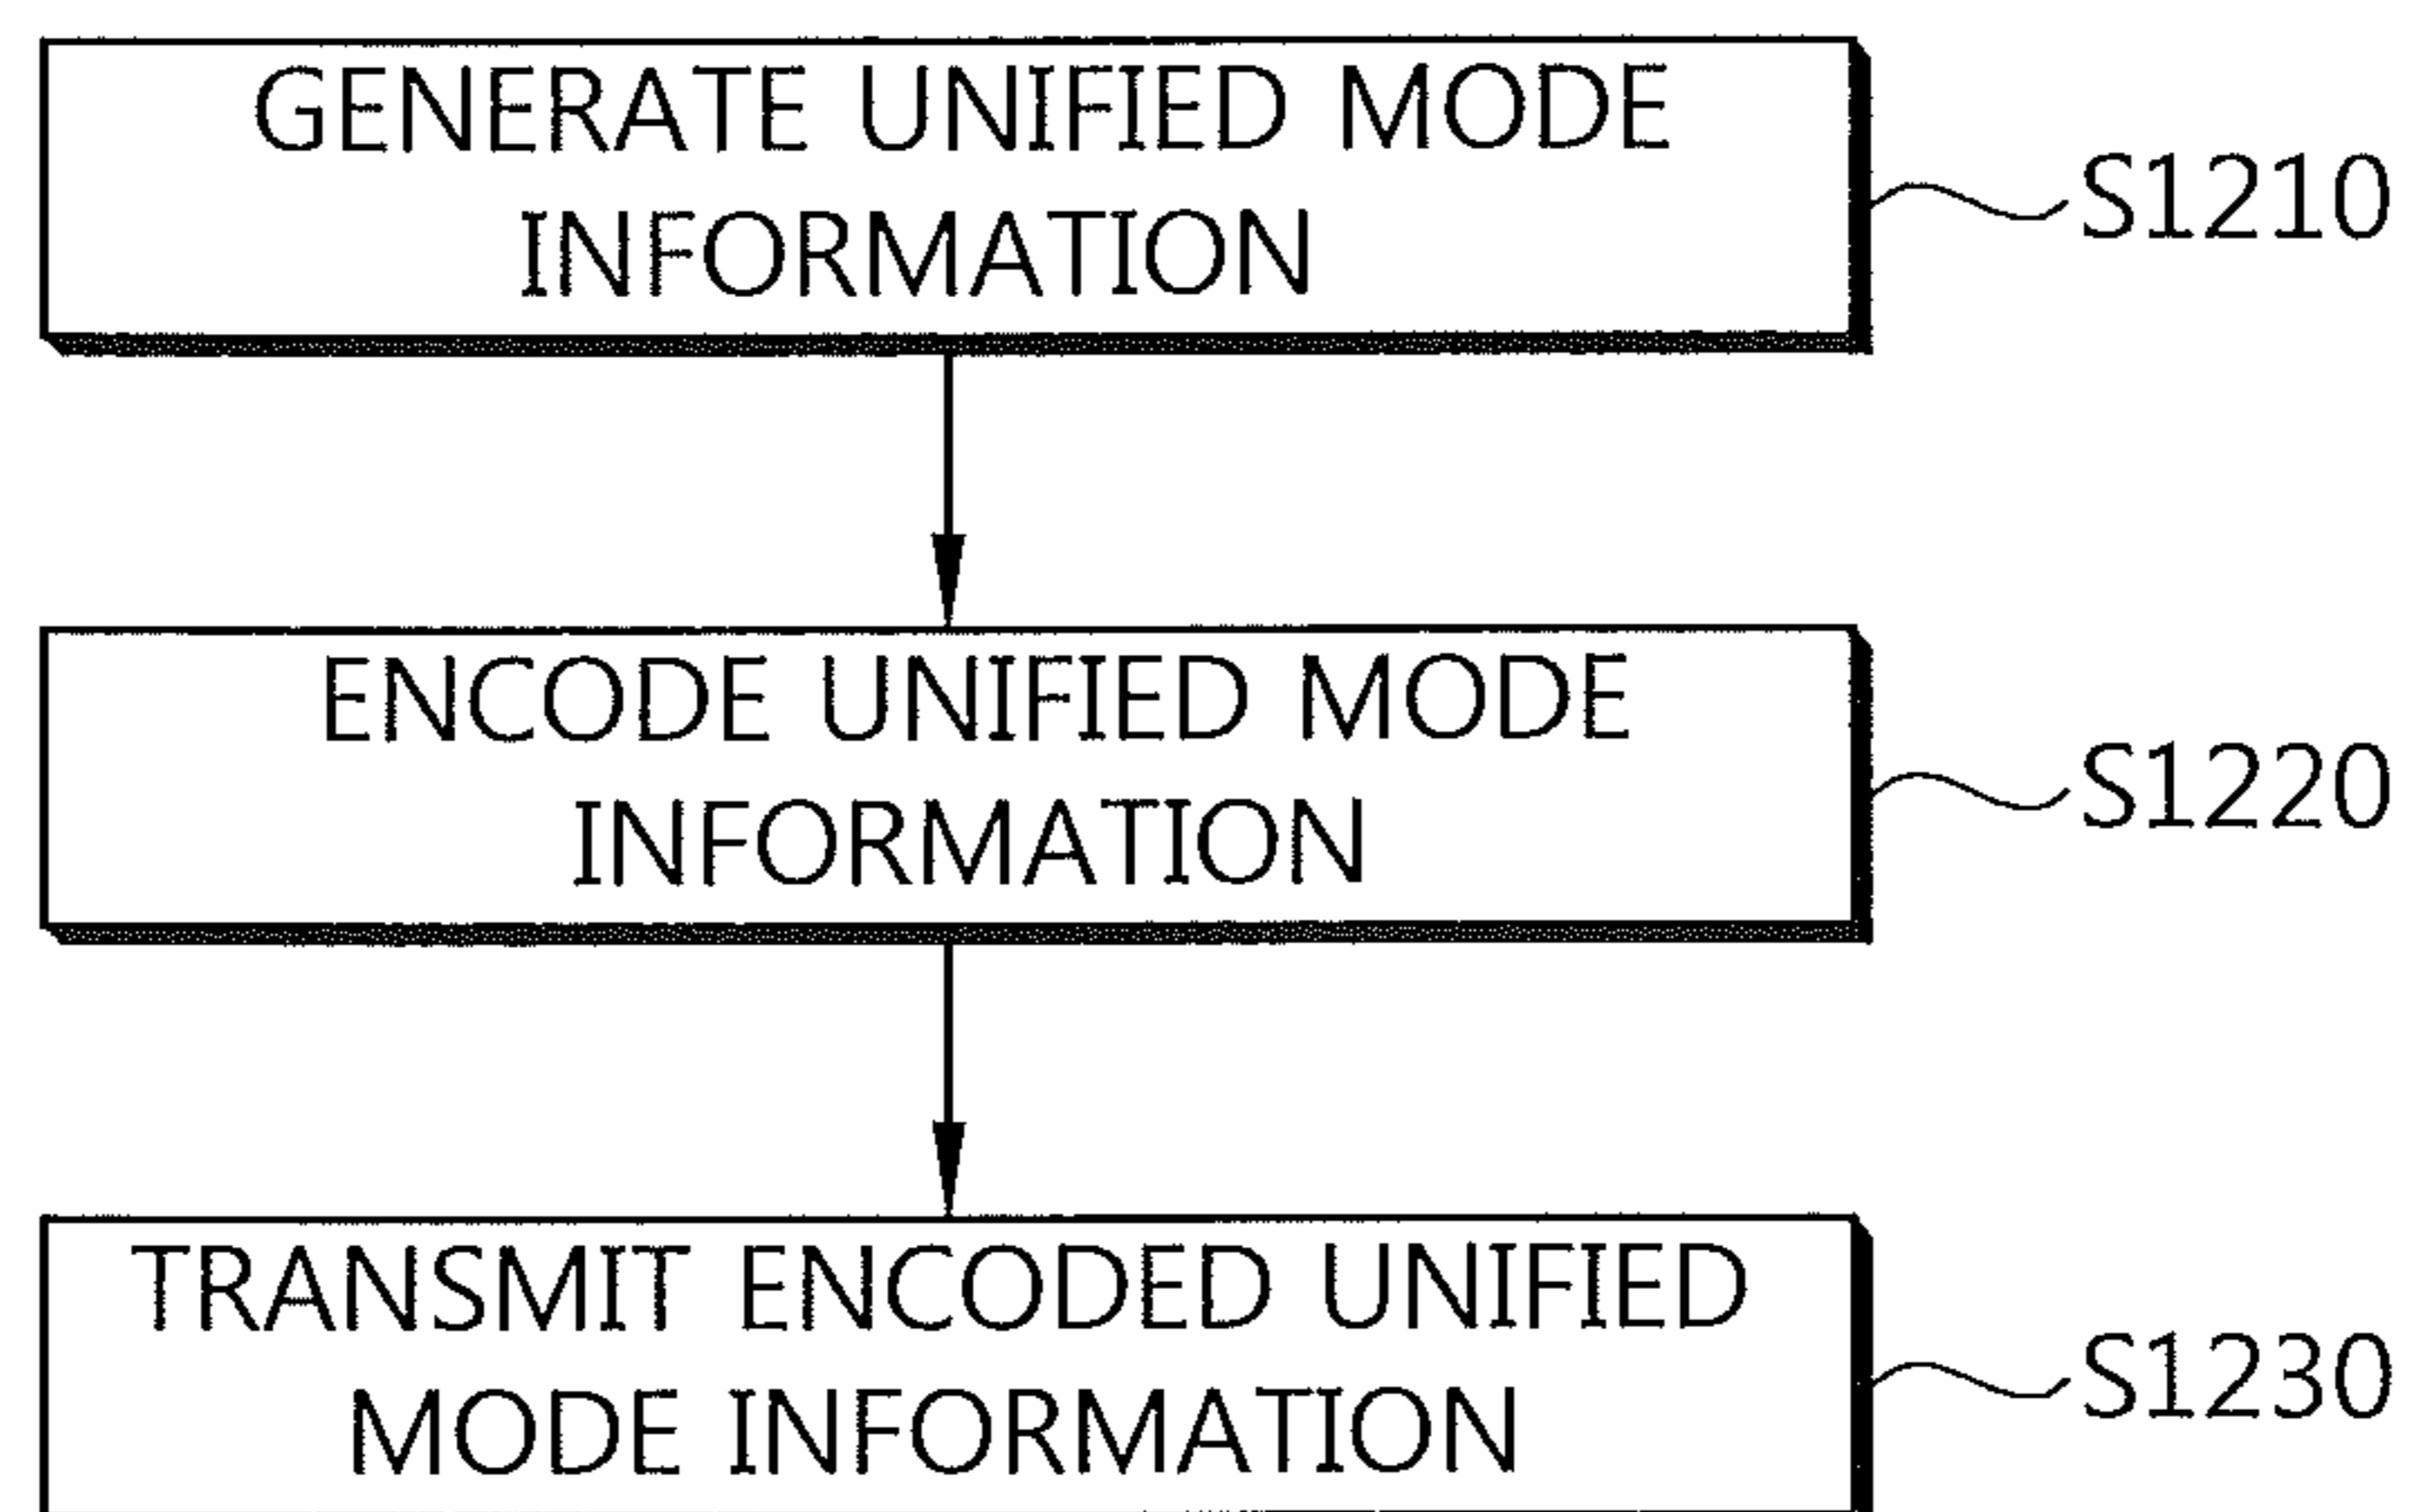 GENERATE UNIFIED MODE
INFORMATION
S1210
ENCODE UNIFIED MODE
INFORMATION
S1220
TRANSMIT ENCODED UNIFIED
MODE INFORMATION
S1230